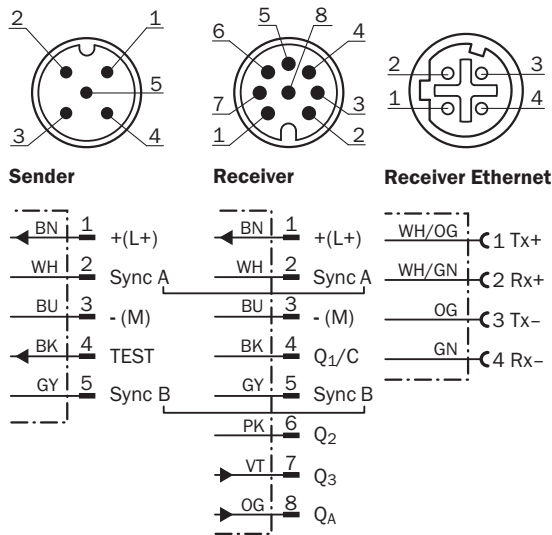 2 1
5
3 4
5 8
6 4
7 3
1 2
2 3
1 4
Sender
BN 1 +(L+)
WH 2 Sync A
BU 3 - (M)
BK 4 TEST
GY 5 Sync B
Receiver
BN 1 +(L+)
WH 2 Sync A
BU 3 - (M)
BK 4 Q1/C
GY 5 Sync B
PK 6 Q2
VT 7 Q3
OG 8 QA
Receiver Ethernet
WH/OG 1 Tx+
WH/GN 2 Rx+
OG 3 Tx–
GN 4 Rx–